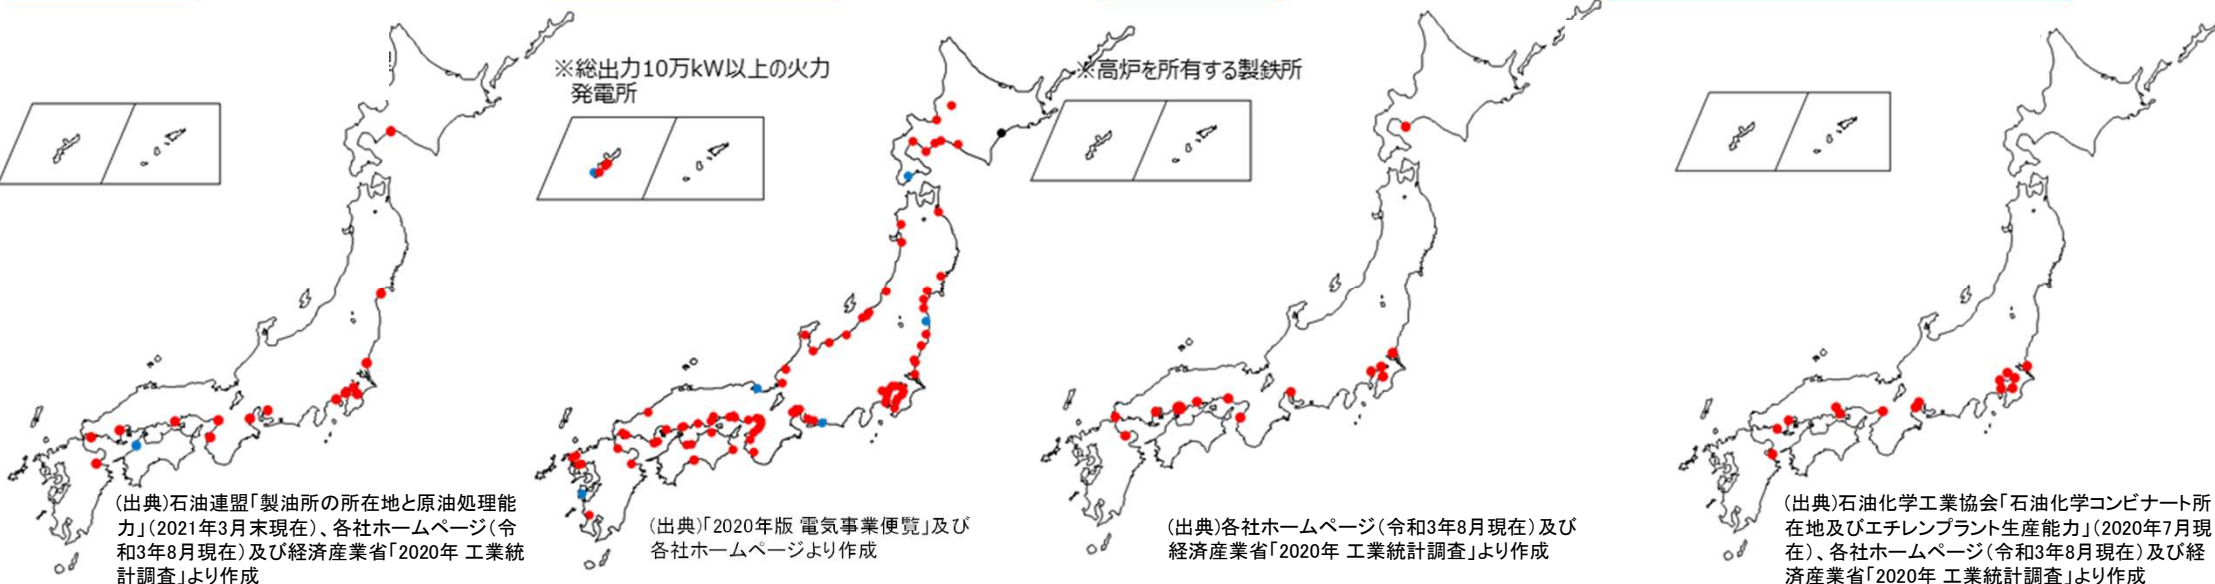 ※総出力10万kW以上の火力
発電所
※高炉を所有する製鉄所
(出典)石油連盟「製油所の所在地と原油処理能
力」(2021年3月末現在)、各社ホームページ(令
和3年8月現在)及び経済産業省「2020年 工業統
計調査」より作成
(出典)「2020年版 電気事業便覧」及び
各社ホームページより作成
(出典)各社ホームページ(令和3年8月現在)及び
経済産業省「2020年 工業統計調査」より作成
(出典)石油化学工業協会「石油化学コンビナート所
在地及びエチレンプラント生産能力」(2020年7月現
在)、各社ホームページ(令和3年8月現在)及び経
済産業省「2020年 工業統計調査」より作成